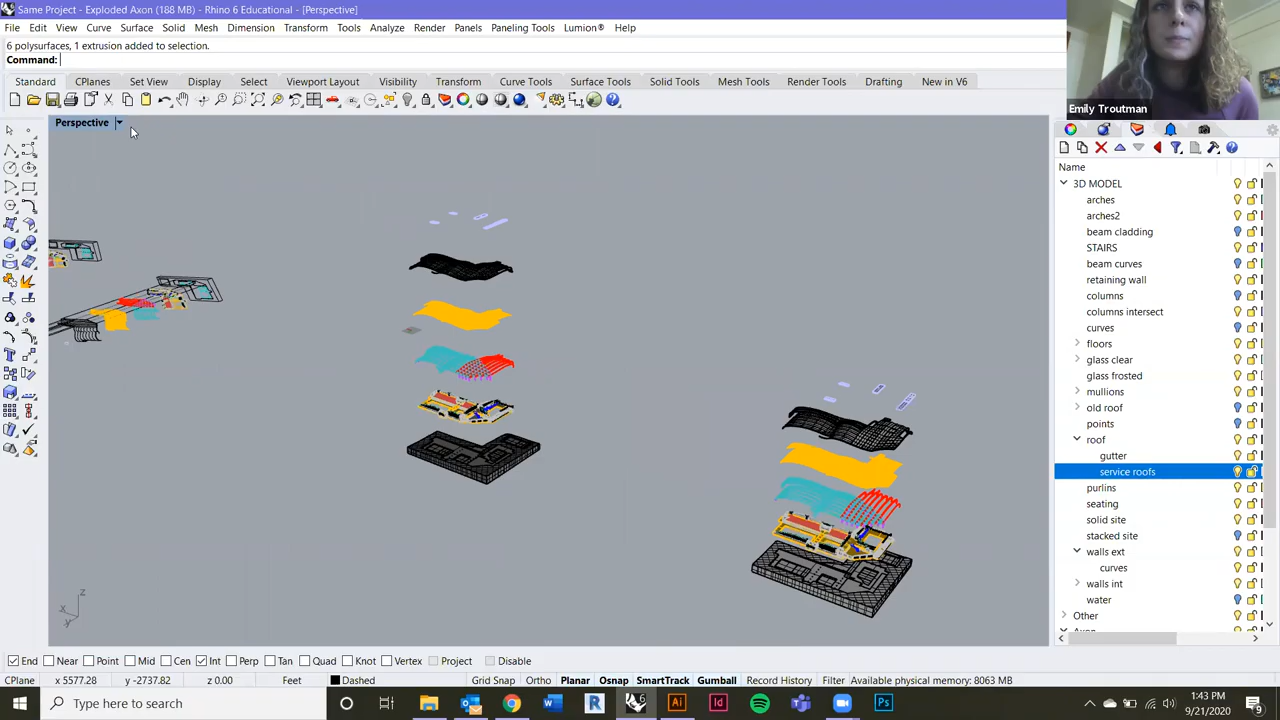 Same Project - Exploded Axon (188 MB) - Rhino 6 Educational - [Perspective]
File Edit View Curve Surface Solid Mesh Dimension Transform Tools Analyze Render Panels Paneling Tools Lumion® Help
6 polysurfaces, 1 extrusion added to selection.
Command:
Standard CPlanes Set View Display Select Viewport Layout Visibility Transform Curve Tools Surface Tools Solid Tools Mesh Tools Render Tools Drafting New in V6
Emily Troutman
Perspective
Name
3D MODEL
arches
arches2
beam cladding
STAIRS
beam curves
retaining wall
columns
columns intersect
curves
floors
glass clear
glass frosted
mullions
old roof
points
roof
gutter
service roofs
purlins
seating
solid site
stacked site
walls ext
curves
walls int
water
Other
z
x
y
End Near Point Mid Cen Int Perp Tan Quad Knot Vertex Project Disable
CPlane x 5577.28 y -2737.82 z 0.00 Feet Dashed Grid Snap Ortho Planar Osnap SmartTrack Gumball Record History Filter Available physical memory: 8063 MB
Type here to search
1:43 PM
9/21/2020